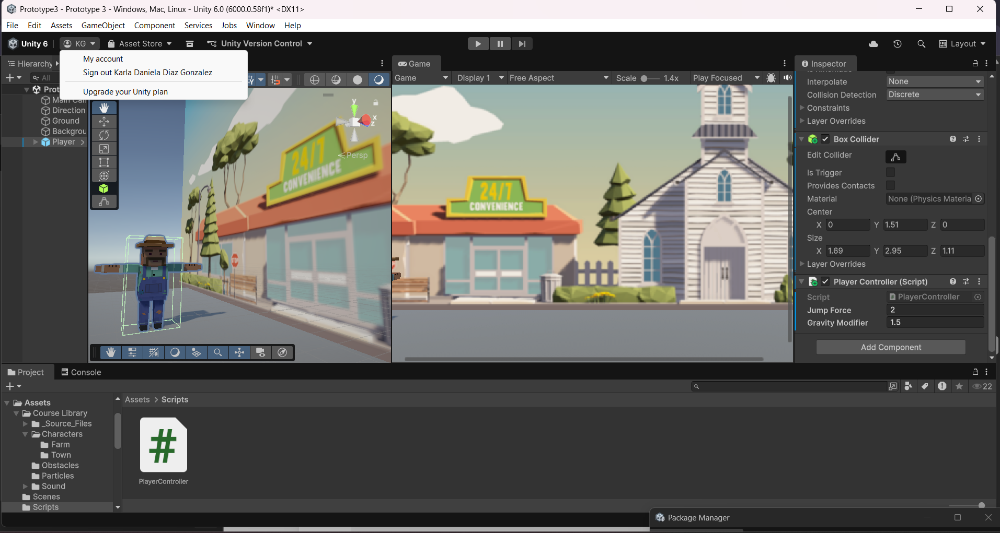 Prototype3 - Prototype 3 - Windows, Mac, Linux - Unity 6.0 (6000.0.58f1)* <DX11>
File Edit Assets GameObject Component Services Jobs Window Help
Unity 6 KG Asset Store Unity Version Control Layout
My account
Sign out Karla Daniela Diaz Gonzalez
Upgrade your Unity plan
Hierarchy
All
Main
Direction
Ground
Player
Y
y
x
z
Persp
24/7
CONVENIENCE
STOP
Game
Game Display 1 Free Aspect Scale 1.4x Play Focused
24/7
CONVENIENCE
Inspector
Interpolate None
Collision Detection Discrete
Constraints
Layer Overrides
Box Collider
Edit Collider
Is Trigger
Provides Contacts
Material None (Physics Materia
Center
X 0 Y 1.51 Z 0
Size
X 1.69 Y 2.95 Z 1.11
Layer Overrides
# Player Controller (Script)
Script PlayerController
Jump Force 2
Gravity Modifier 1.5
Add Component
Project Console
22
Assets
Course Library
_Source_Files
Characters
Farm
Town
Obstacles
Particles
Sound
Scenes
Scripts
Assets > Scripts
#
PlayerController
Package Manager